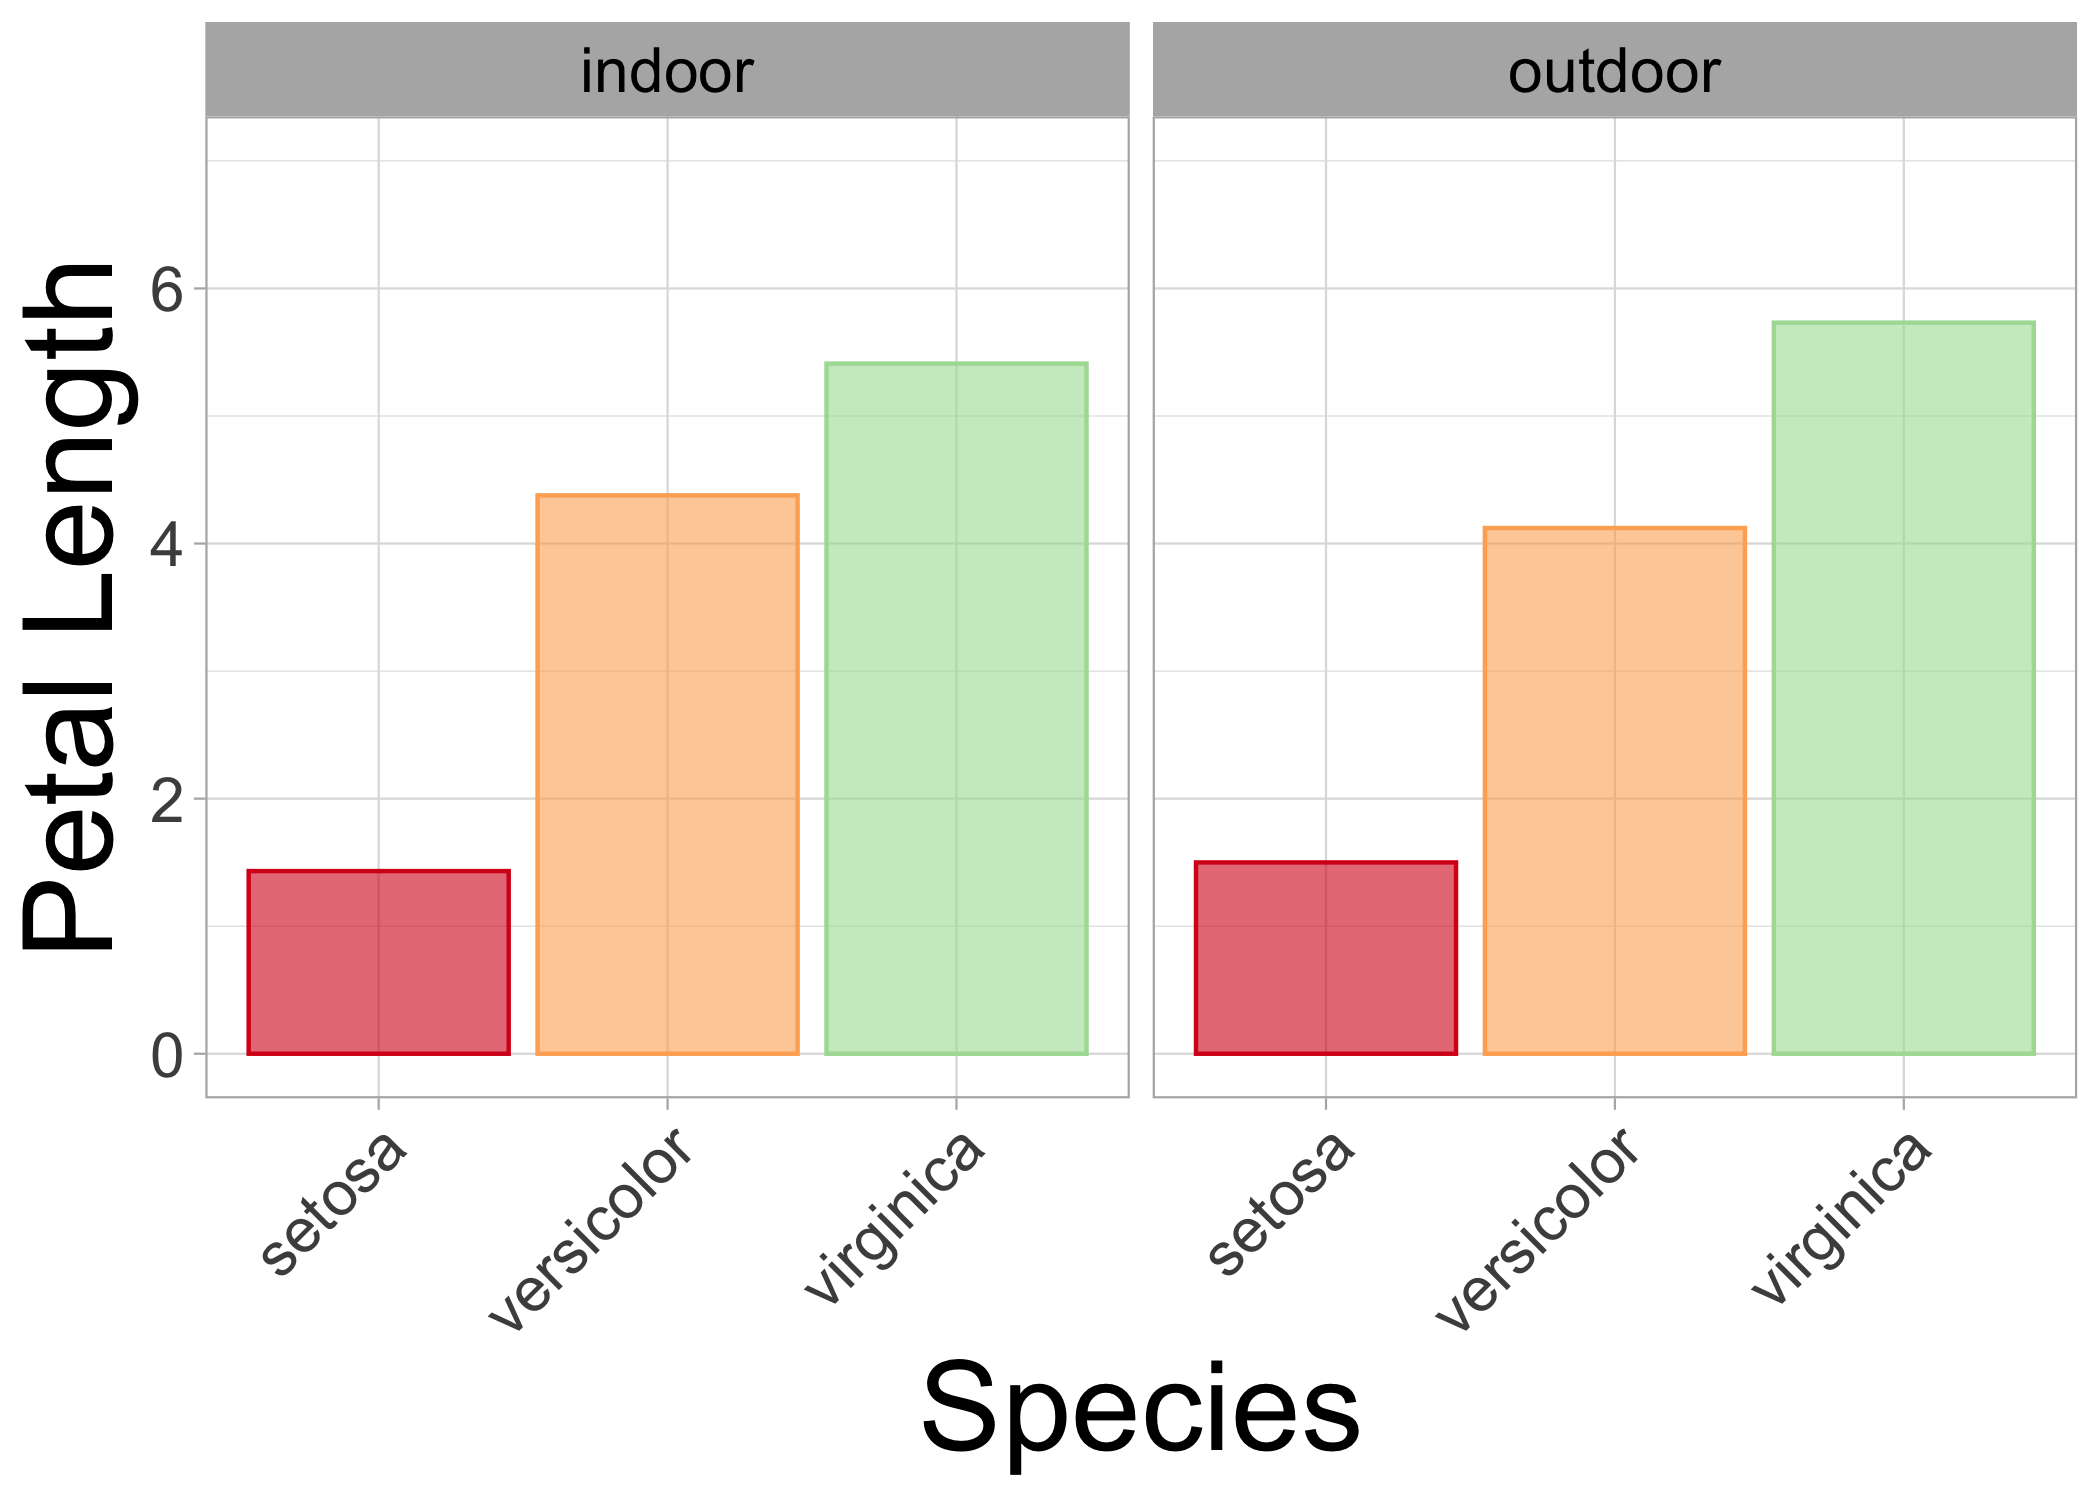 indoor
outdoor
Petal Length
6
4
2
0
setosa
versicolor
virginica
setosa
versicolor
virginica
Species